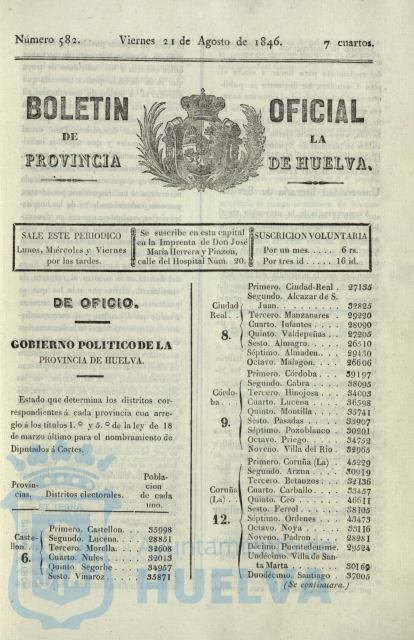 Número 582. Viernes 21 de Agosto de 1846. 7 cuartos.
BOLETIN OFICIAL
DE LA
PROVINCIA DE HUELVA.
SALE ESTE PERIODICO
Lunes, Miércoles y Viernes
por las tardes.
Se suscribe en esta capital
en la Imprenta de Don José
María Herrera y Pinzon,
calle del Hospital Núm. 20.
SUSCRICION VOLUNTARIA
Por un mes. . . . . 6 rs.
Por tres id . . . . . 16 id.
DE OFICIO.
GOBIERNO POLITICO DE LA
PROVINCIA DE HUELVA.
Estado que determina los distritos cor-
respondientes á cada provincia con arre-
glo á los títulos 1.º y 5.º de la ley de 18
de marzo último para el nombramiento de
Diputados á Cortes.
Provin-
cias.
Distritos electorales.
Pobla-
cion
de cada
uno.
Caste-
llon.
6.
Primero. Castellon. . . 35998
Segundo. Lucena. . . . 28851
Tercero. Morella. . . . 32608
Cuarto. Nules. . . . . 32013
Quinto. Segorbe . . . . 34957
Sesto. Vinaroz. . . . . 35871
Ciudad
Real. .
8.
Primero. Ciudad-Real . 27135
Segundo. Alcazar de S.
Juan. . . . . . . . 32825
Tercero. Manzanares . 29220
Cuarto. Infantes . . . 28090
Quinto. Valdepeñas . . 27205
Sesto. Almagro. . . . 26510
Séptimo. Almaden. . . 29450
Octavo. Malagon. . . . 26606
Córdo-
ba. . .
9.
Primero. Córdoba . . . 39197
Segundo. Cabra . . . . 38095
Tercero. Hinojosa . . . 34003
Cuarto. Lucena . . . . 36598
Quinto. Montilla . . . 35741
Sesto. Pasadas . . . . 33907
Séptimo. Pozoblanco . 30201
Octavo. Priego. . . . . 34752
Noveno. Villa del Rio . 32965
Coruña
(La) . .
12.
Primero. Coruña (La) . 45229
Segundo. Arzua . . . . 30919
Tercero. Betanzos . . . 32136
Cuarto. Carballo . . . 33457
Quinto. Ceo . . . . . . 46611
Sesto. Ferrol . . . . . 38105
Séptimo. Ordenes . . . 43473
Octavo. Noya . . . . . 33116
Noveno. Padron . . . . 28281
Décimo. Puentedeume. 29524
Undécimo. Villa de San-
ta Marta . . . . . . 30169
Duodécimo. Santiago . 37005
(Se continuara.)
Ayuntamiento de
HUELVA